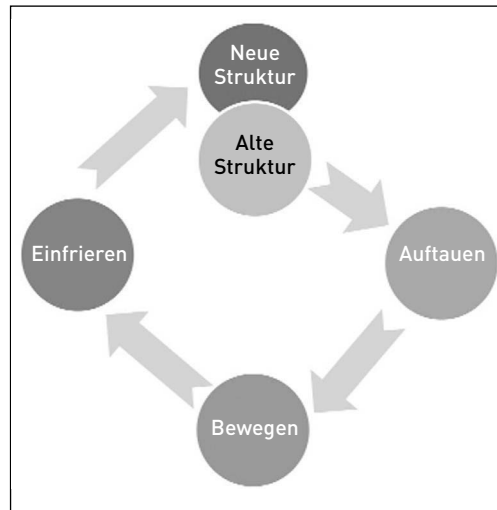 Neue
Struktur
Alte
Struktur
Auftauen
Bewegen
Einfrieren